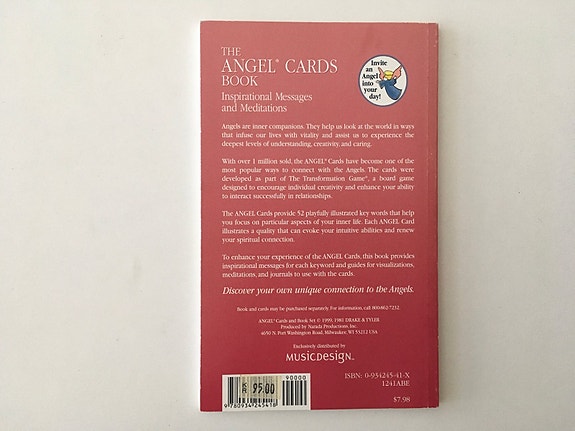 THE
ANGEL® CARDS
BOOK
Inspirational Messages
and Meditations
Invite
an
Angel
into
your
day!
Angels are inner companions. They help us look at the world in ways
that infuse our lives with vitality and assist us to experience the
deepest levels of understanding, creativity, and caring.
With over 1 million sold, the ANGEL® Cards have become one of the
most popular ways to connect with the Angels. The cards were
developed as part of The Transformation Game®, a board game
designed to encourage individual creativity and enhance your ability
to interact successfully in relationships.
The ANGEL Cards provide 52 playfully illustrated key words that help
you focus on particular aspects of your inner life. Each ANGEL Card
illustrates a quality that can evoke your intuitive abilities and renew
your spiritual connection.
To enhance your experience of the ANGEL Cards, this book provides
inspirational messages for each keyword and guides for visualizations,
meditations, and journals to use with the cards.
Discover your own unique connection to the Angels.
Book and cards may be purchased separately. For information, call 800-862-7232.
ANGEL® Cards and Book Set © 1999, 1981 DRAKE & TYLER
Produced by Narada Productions, Inc.
4650 N. Port Washington Road, Milwaukee, WI 53212 USA
Exclusively distributed by
MUSICDESIGN
ISBN: 0-934245-41-X
1241ABE
$7.98
90000
95.00
9 780934 245418